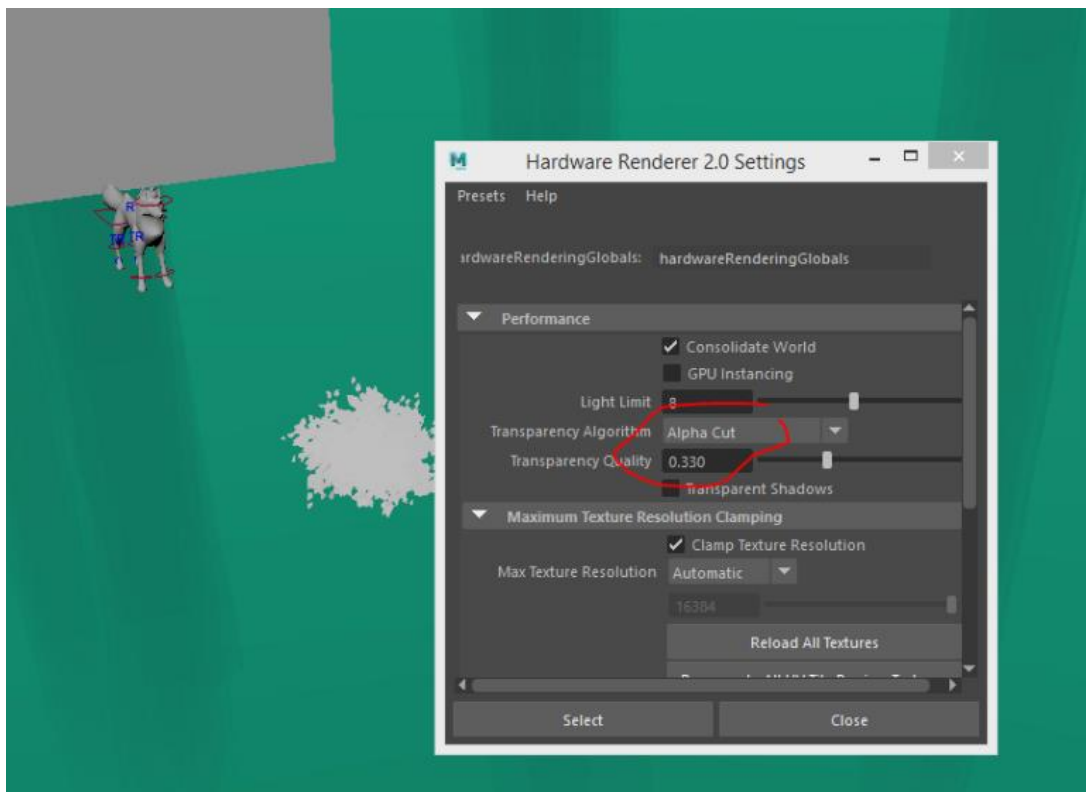 M Hardware Renderer 2.0 Settings
Presets Help
ardwareRenderingGlobals: hardwareRenderingGlobals
Performance
Consolidate World
GPU Instancing
Light Limit 8
Transparency Algorithm Alpha Cut
Transparency Quality 0.330
Transparent Shadows
Maximum Texture Resolution Clamping
Clamp Texture Resolution
Max Texture Resolution Automatic
16384
Reload All Textures
Select Close
R
TR TR